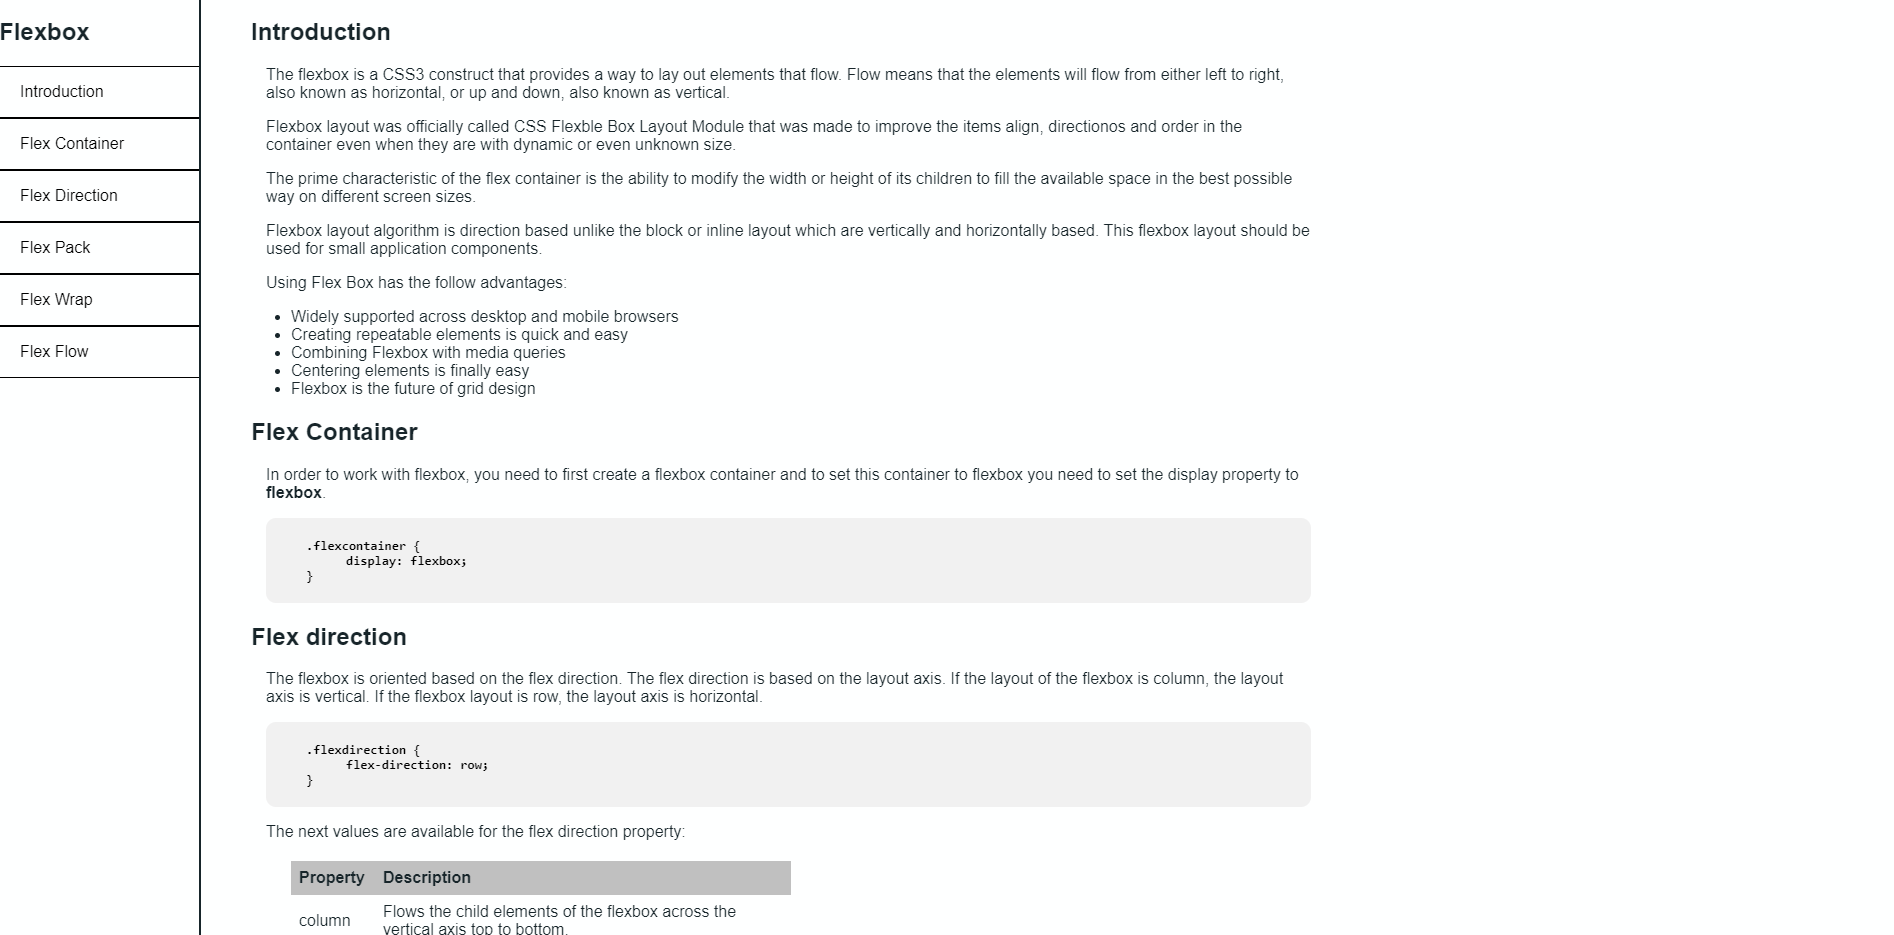 Flexbox
Introduction
Flex Container
Flex Direction
Flex Pack
Flex Wrap
Flex Flow
Introduction
The flexbox is a CSS3 construct that provides a way to lay out elements that flow. Flow means that the elements will flow from either left to right,
also known as horizontal, or up and down, also known as vertical.
Flexbox layout was officially called CSS Flexble Box Layout Module that was made to improve the items align, directionos and order in the
container even when they are with dynamic or even unknown size.
The prime characteristic of the flex container is the ability to modify the width or height of its children to fill the available space in the best possible
way on different screen sizes.
Flexbox layout algorithm is direction based unlike the block or inline layout which are vertically and horizontally based. This flexbox layout should be
used for small application components.
Using Flex Box has the follow advantages:
• Widely supported across desktop and mobile browsers
• Creating repeatable elements is quick and easy
• Combining Flexbox with media queries
• Centering elements is finally easy
• Flexbox is the future of grid design
Flex Container
In order to work with flexbox, you need to first create a flexbox container and to set this container to flexbox you need to set the display property to
flexbox.
.flexcontainer {
display: flexbox;
}
Flex direction
The flexbox is oriented based on the flex direction. The flex direction is based on the layout axis. If the layout of the flexbox is column, the layout
axis is vertical. If the flexbox layout is row, the layout axis is horizontal.
.flexdirection {
flex-direction: row;
}
The next values are available for the flex direction property:
Property Description
column Flows the child elements of the flexbox across the
vertical axis top to bottom.